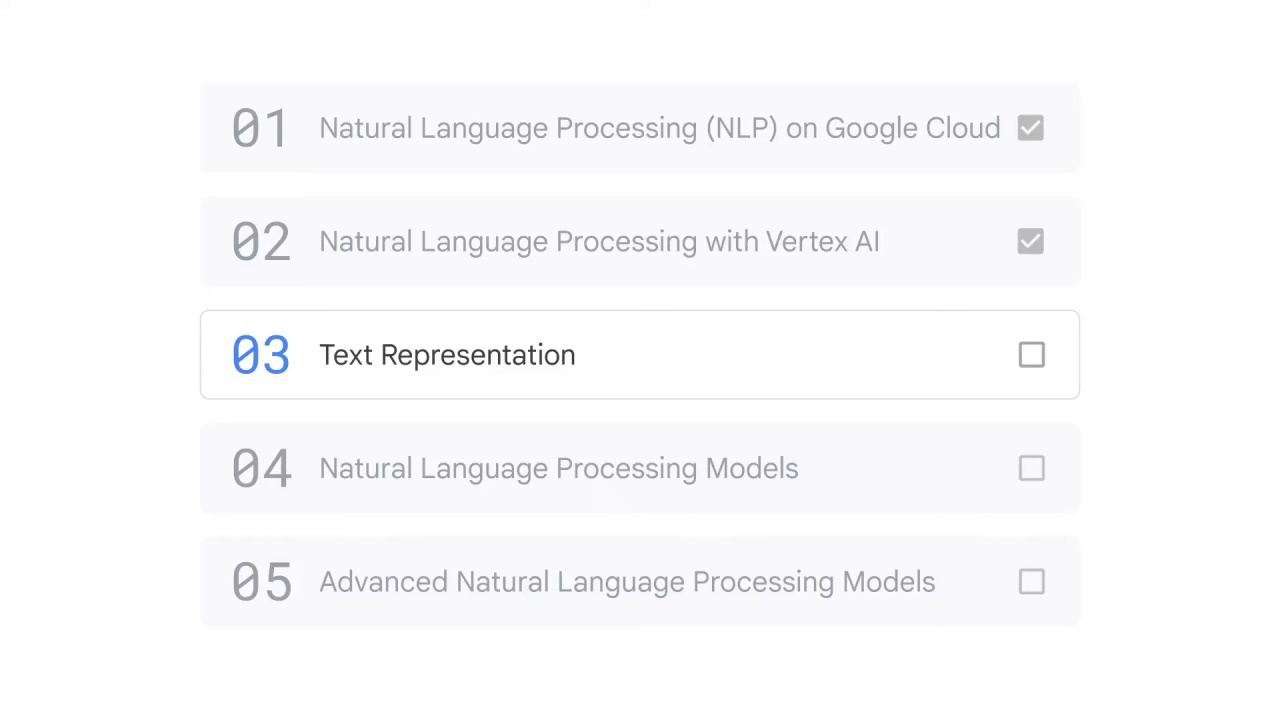 01 Natural Language Processing (NLP) on Google Cloud
02 Natural Language Processing with Vertex AI
03 Text Representation
04 Natural Language Processing Models
05 Advanced Natural Language Processing Models